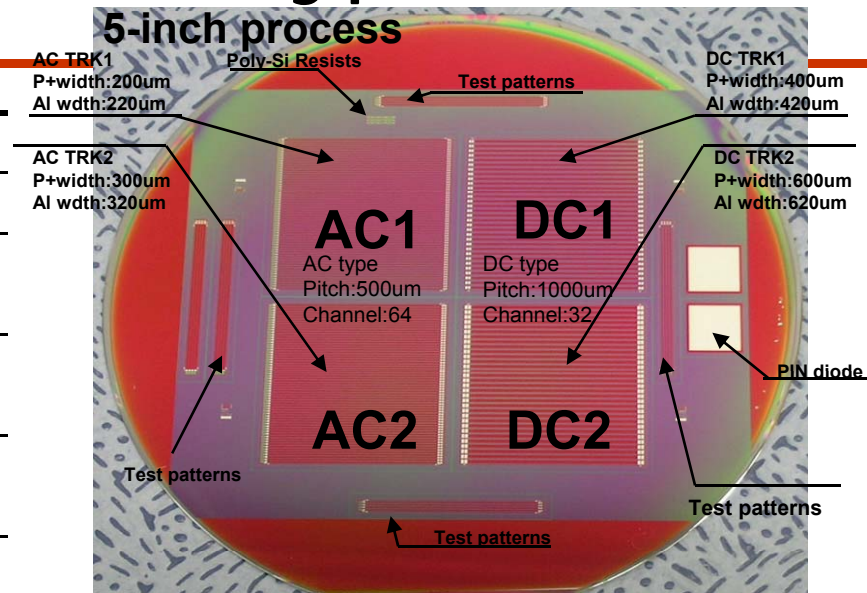 5-inch process
AC TRK1
P+width:200um
Al wdth:220um
Poly-Si Resists
Test patterns
DC TRK1
P+width:400um
Al wdth:420um
AC TRK2
P+width:300um
Al wdth:320um
DC TRK2
P+width:600um
Al wdth:620um
AC1
AC type
Pitch:500um
Channel:64
DC1
DC type
Pitch:1000um
Channel:32
PIN diode
AC2
DC2
Test patterns
Test patterns
Test patterns